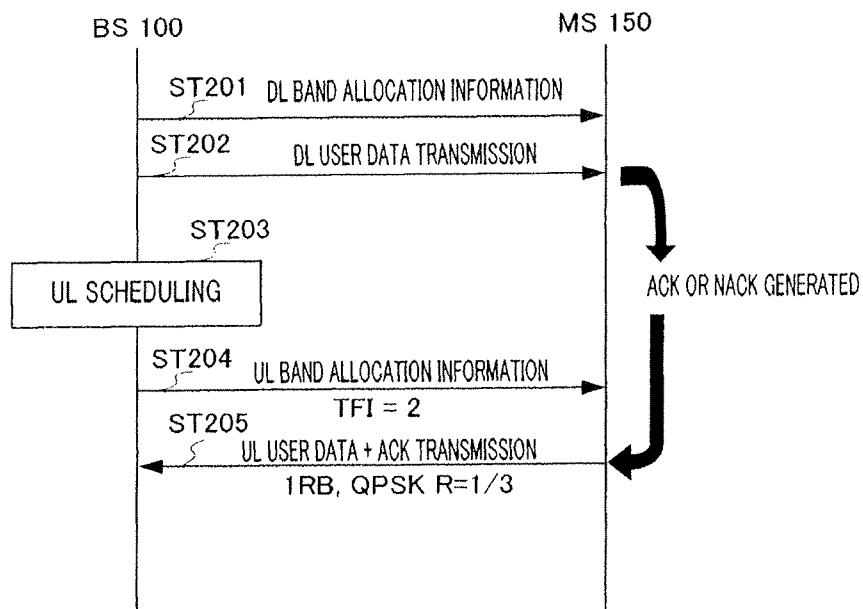 BS 100
MS 150
ST201
DL BAND ALLOCATION INFORMATION
ST202
DL USER DATA TRANSMISSION
ST203
UL SCHEDULING
ACK OR NACK GENERATED
ST204
UL BAND ALLOCATION INFORMATION
TFI = 2
ST205
UL USER DATA + ACK TRANSMISSION
1RB, QPSK R=1/3